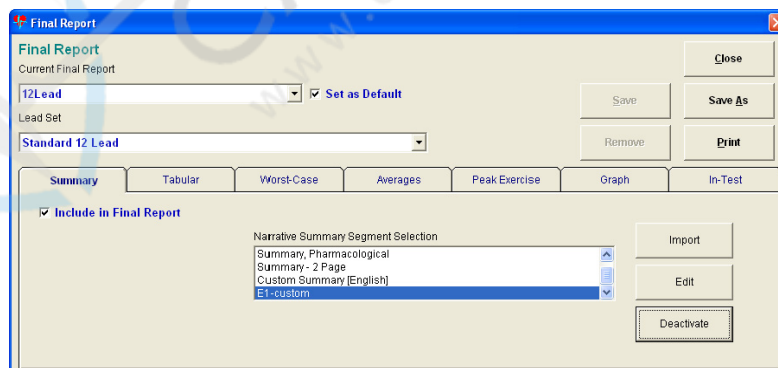 Final Report
Final Report
Current Final Report
Close
12Lead
Set as Default
Save
Save As
Lead Set
Standard 12 Lead
Remove
Print
Summary
Tabular
Worst-Case
Averages
Peak Exercise
Graph
In-Test
Include in Final Report
Narrative Summary Segment Selection
Summary, Pharmacological
Summary - 2 Page
Custom Summary [English]
E1-custom
Import
Edit
Deactivate